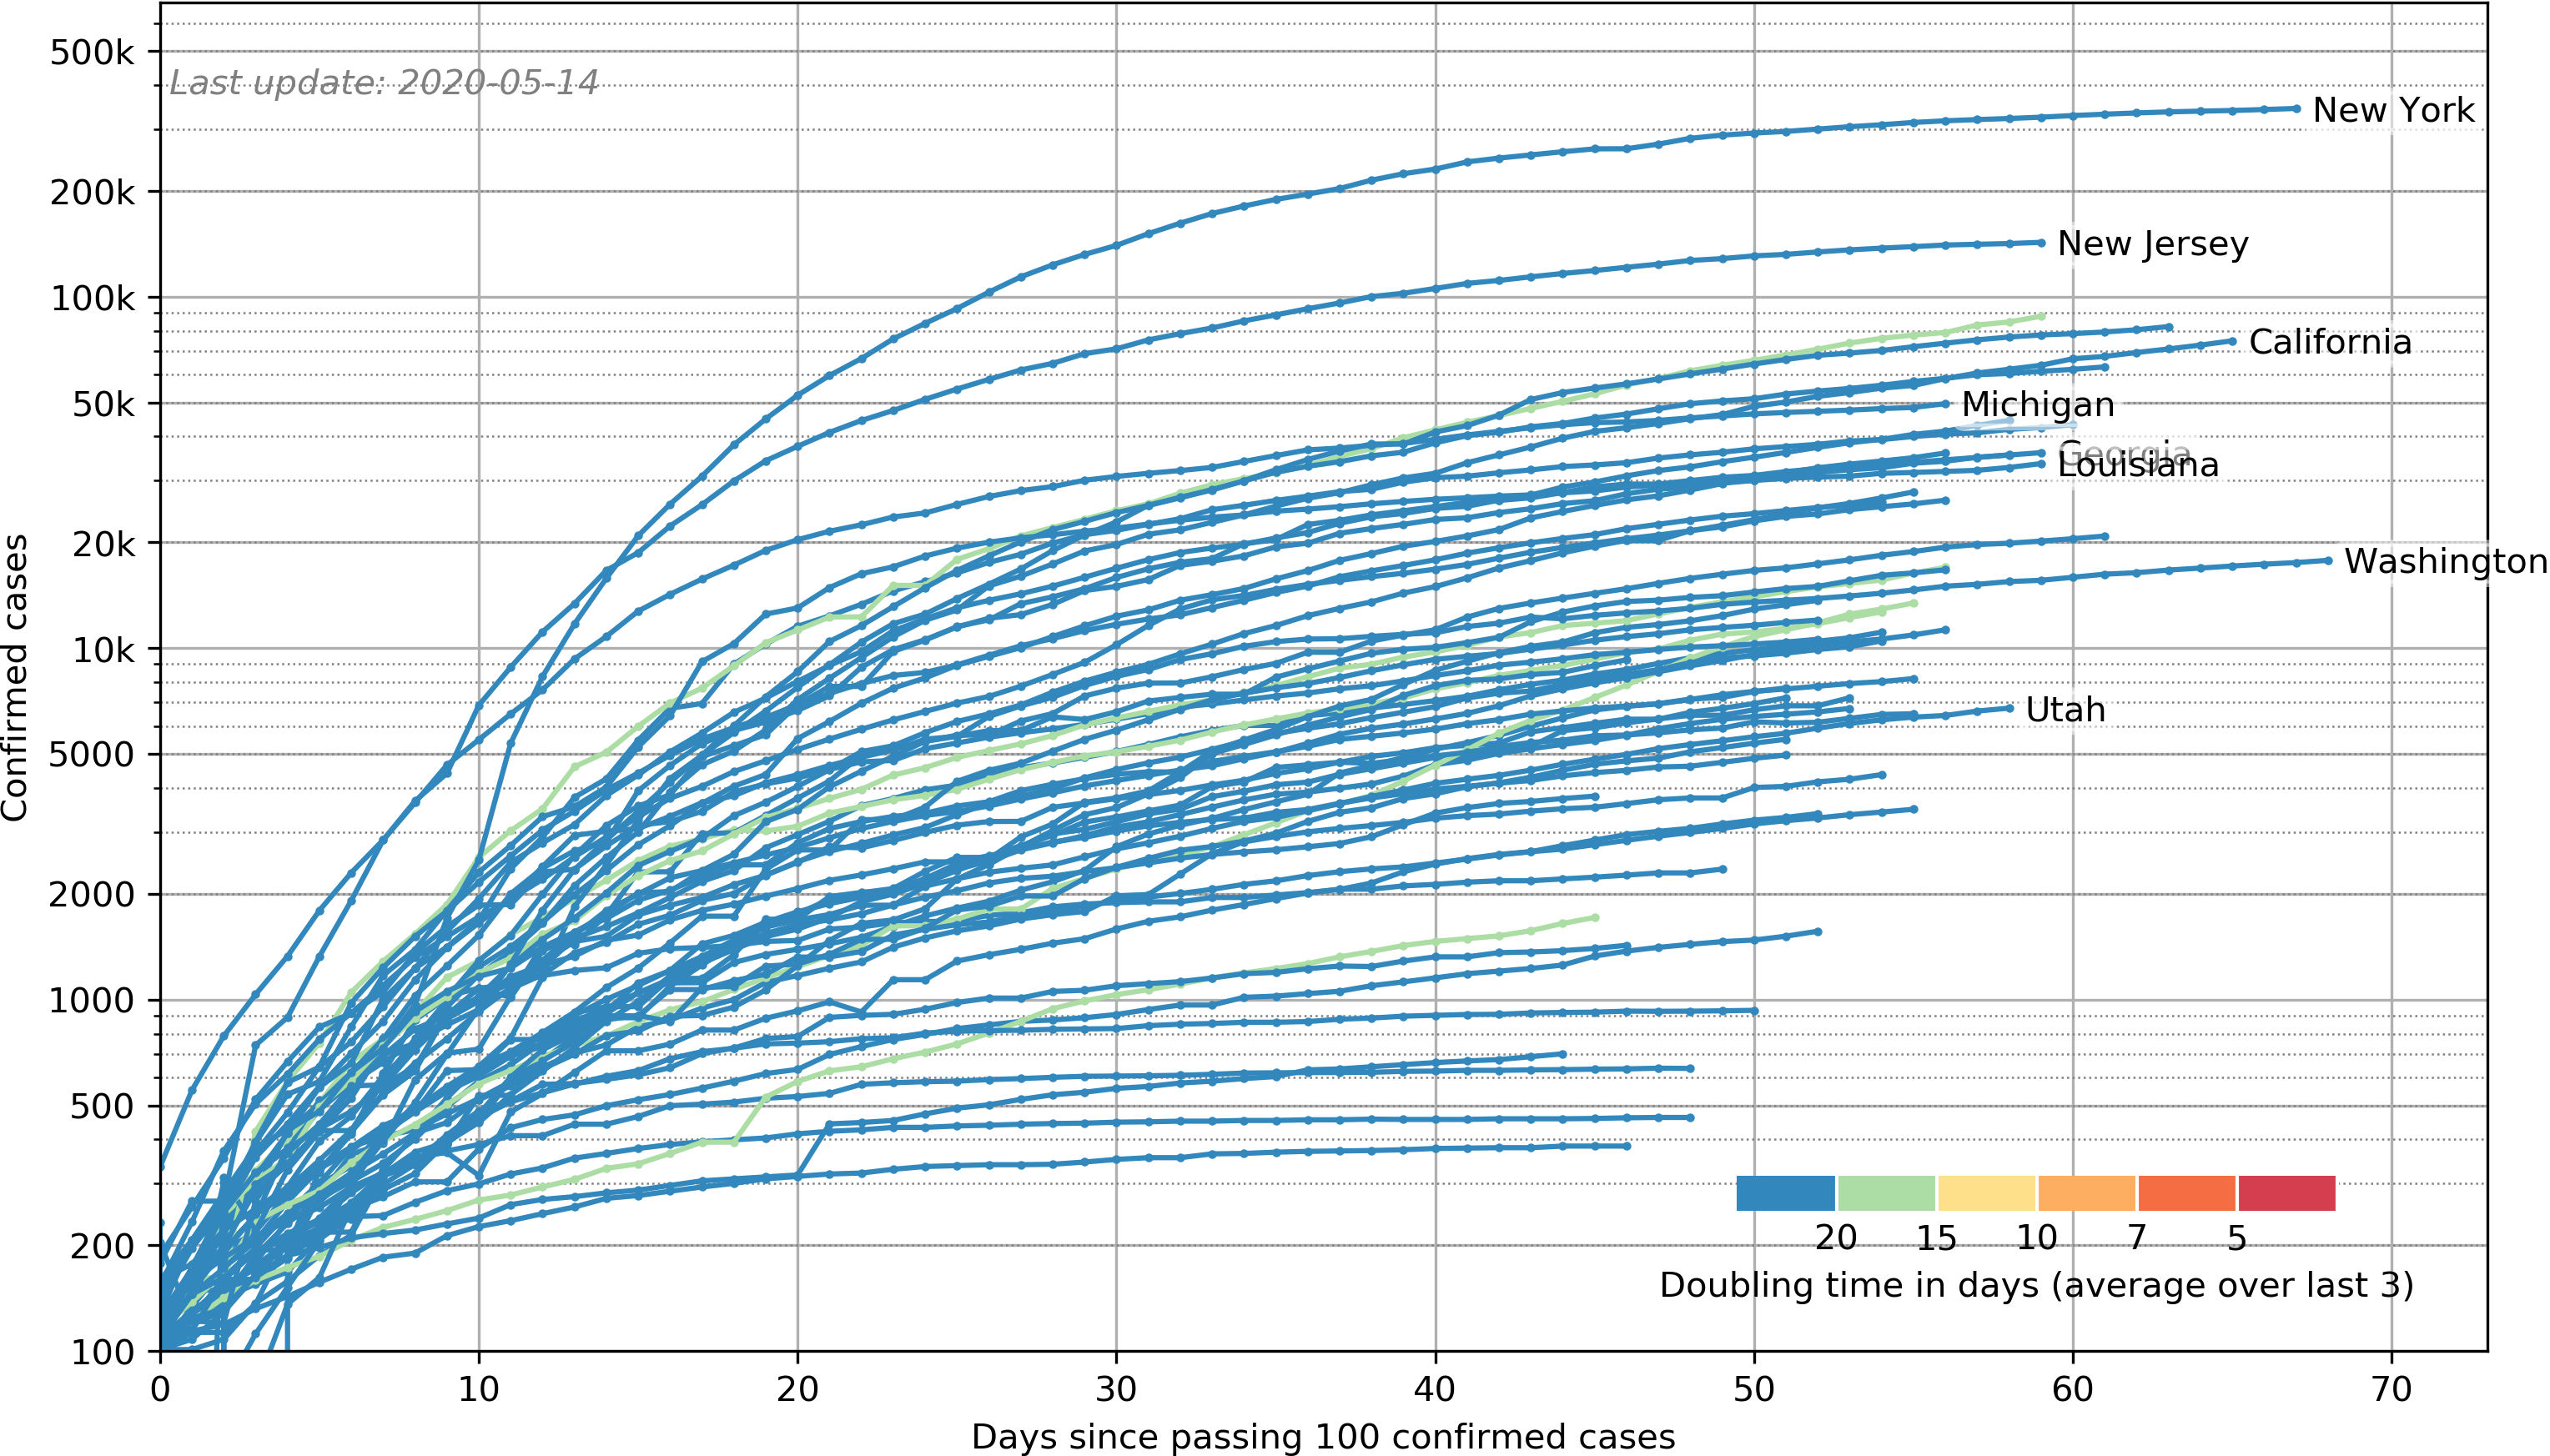 500k
Last update: 2020-05-14
New York
200k
New Jersey
100k
California
50k
Michigan
Georgia
Louisiana
20k
Washington
10k
Utah
5000
2000
1000
500
200
100
Confirmed cases
20 15 10 7 5
Doubling time in days (average over last 3)
0 10 20 30 40 50 60 70
Days since passing 100 confirmed cases